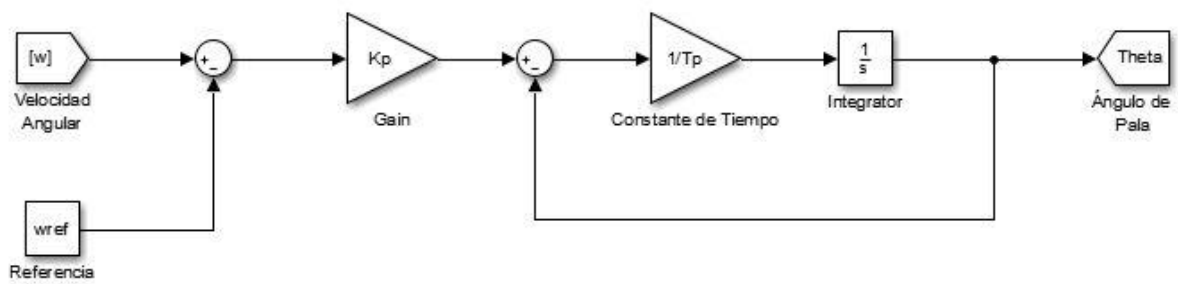 [w]
Velocidad
Angular
+
−
Kp
Gain
+
−
1/Tp
Constante de Tiempo
1
s
Integrator
Theta
Ángulo de
Pala
wref
Referencia